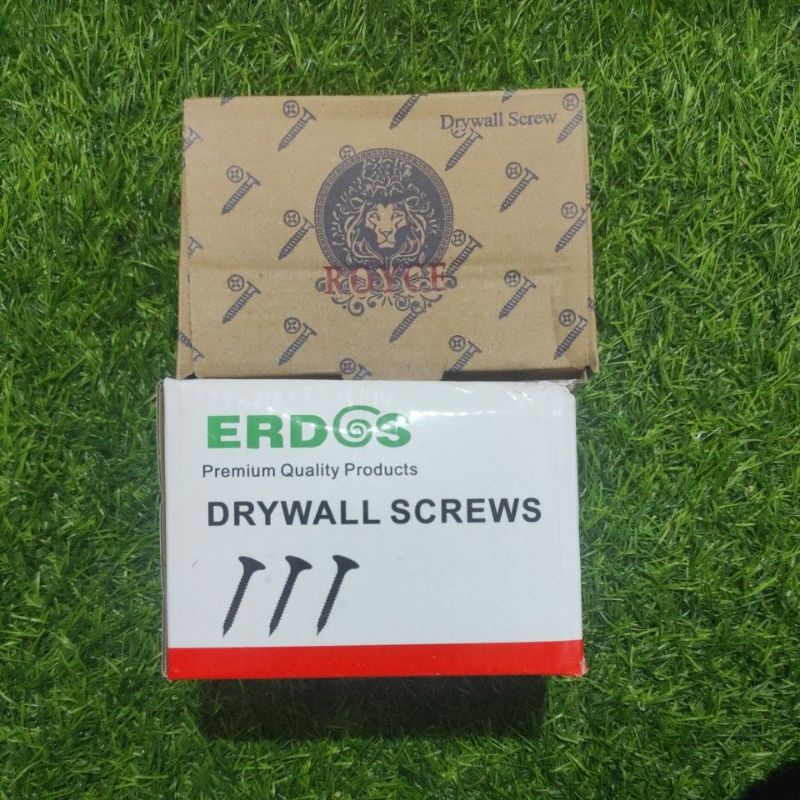 Drywall Screw
ROYCE
ERDOS
Premium Quality Products
DRYWALL SCREWS